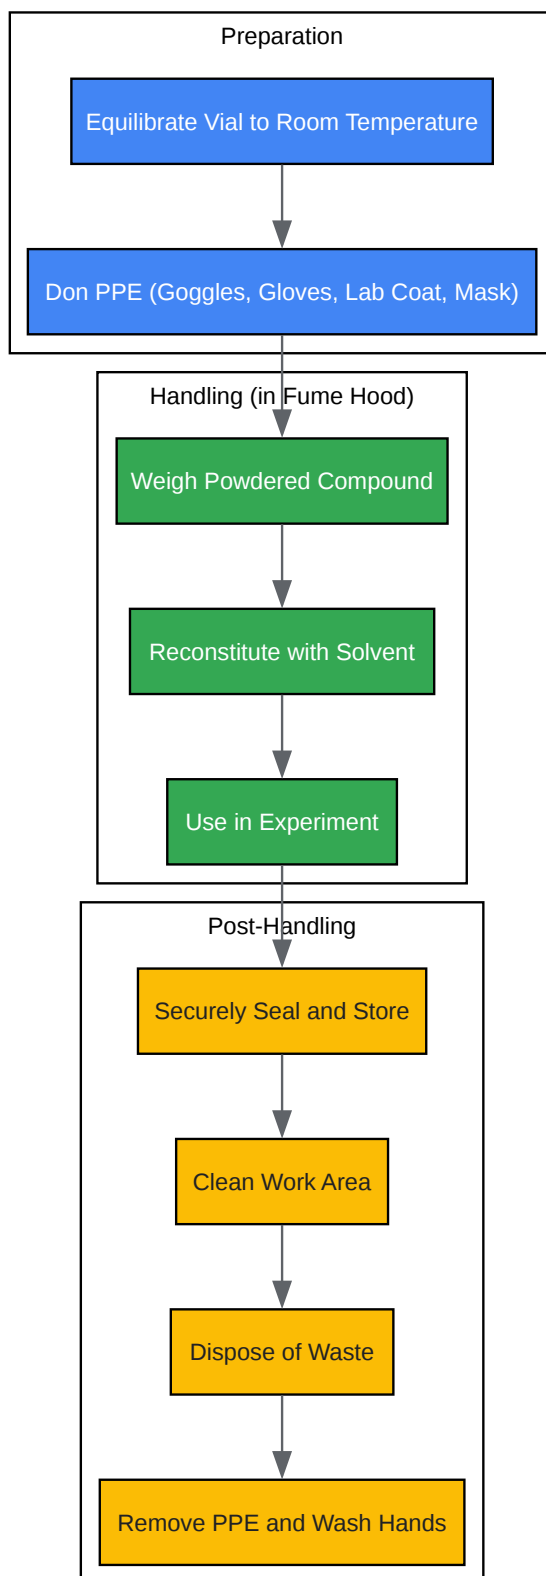 Preparation
Equilibrate Vial to Room Temperature
Don PPE (Goggles, Gloves, Lab Coat, Mask)
Handling (in Fume Hood)
Weigh Powdered Compound
Reconstitute with Solvent
Use in Experiment
Post-Handling
Securely Seal and Store
Clean Work Area
Dispose of Waste
Remove PPE and Wash Hands